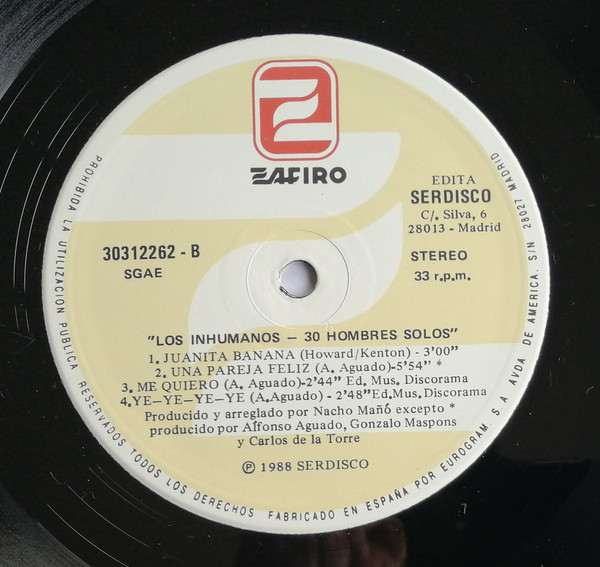 ZAFIRO
EDITA
SERDISCO
C/. Silva, 6
28013 - Madrid
30312262 - B
SGAE
STEREO
33 r.p.m.
"LOS INHUMANOS — 30 HOMBRES SOLOS"
1. JUANITA BANANA (Howard/Kenton) - 3'00"
2. UNA PAREJA FELIZ (A. Aguado)-5'54" *
3. ME QUIERO (A. Aguado)-2'44" Ed. Mus. Discorama
4. YE—YE—YE—YE (A. Aguado) - 2'48" Ed. Mus. Discorama
Producido y arreglado por Nacho Mañó excepto *
producido por Alfonso Aguado, Gonzalo Maspons
y Carlos de la Torre
Ⓟ 1988 SERDISCO
PROHIBIDA LA UTILIZACION PUBLICA RESERVADOS TODOS LOS DERECHOS. FABRICADO EN ESPAÑA POR EUROGRAM. S.A AVDA DE AMERICA. S/N 28027 MADRID